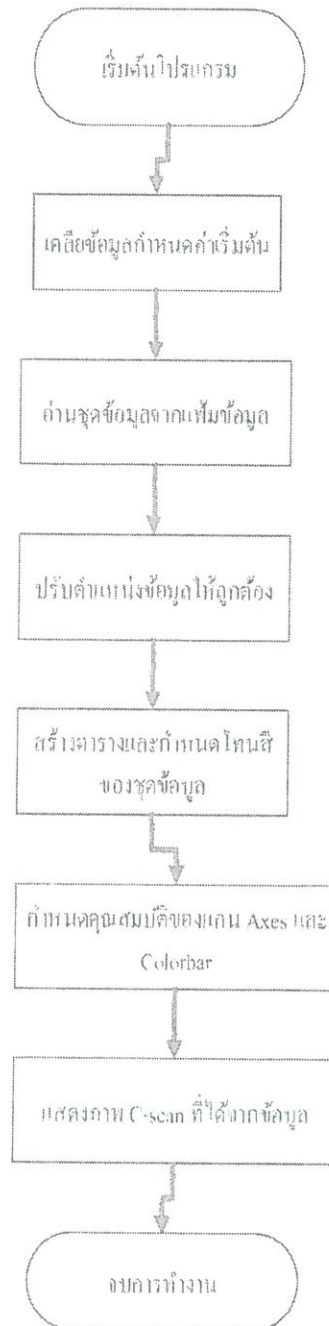 เริ่มต้นโปรแกรม
เคลียข้อมูลกำหนดค่าเริ่มต้น
อ่านชุดข้อมูลจากแฟ้มข้อมูล
ปรับตำแหน่งข้อมูลให้ถูกต้อง
สร้างตารางและกำหนดโทนสี
ของชุดข้อมูล
กำหนดคุณสมบัติของแกน Axes และ
Colorbar
แสดงภาพ C-scan ที่ได้จากข้อมูล
จบการทำงาน